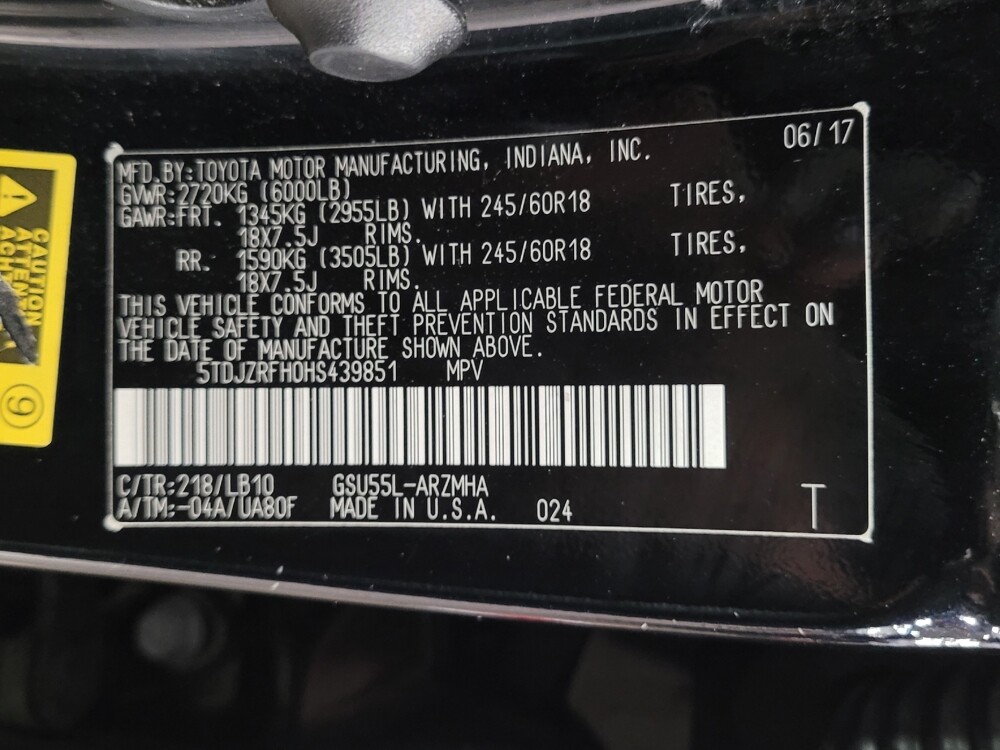 06/17
MFD.BY:TOYOTA MOTOR MANUFACTURING, INDIANA, INC.
GVWR:2720KG (6000LB)
GAWR:FRT. 1345KG (2955LB) WITH 245/60R18 TIRES,
18X7.5J RIMS.
RR. 1590KG (3505LB) WITH 245/60R18 TIRES,
18X7.5J RIMS.
THIS VEHICLE CONFORMS TO ALL APPLICABLE FEDERAL MOTOR
VEHICLE SAFETY AND THEFT PREVENTION STANDARDS IN EFFECT ON
THE DATE OF MANUFACTURE SHOWN ABOVE.
5TDJZRFH0HS439851 MPV
C/TR:218/LB10 GSU55L-ARZMHA
A/TM:-04A/UA80F MADE IN U.S.A. 024
T
CAUTION
9